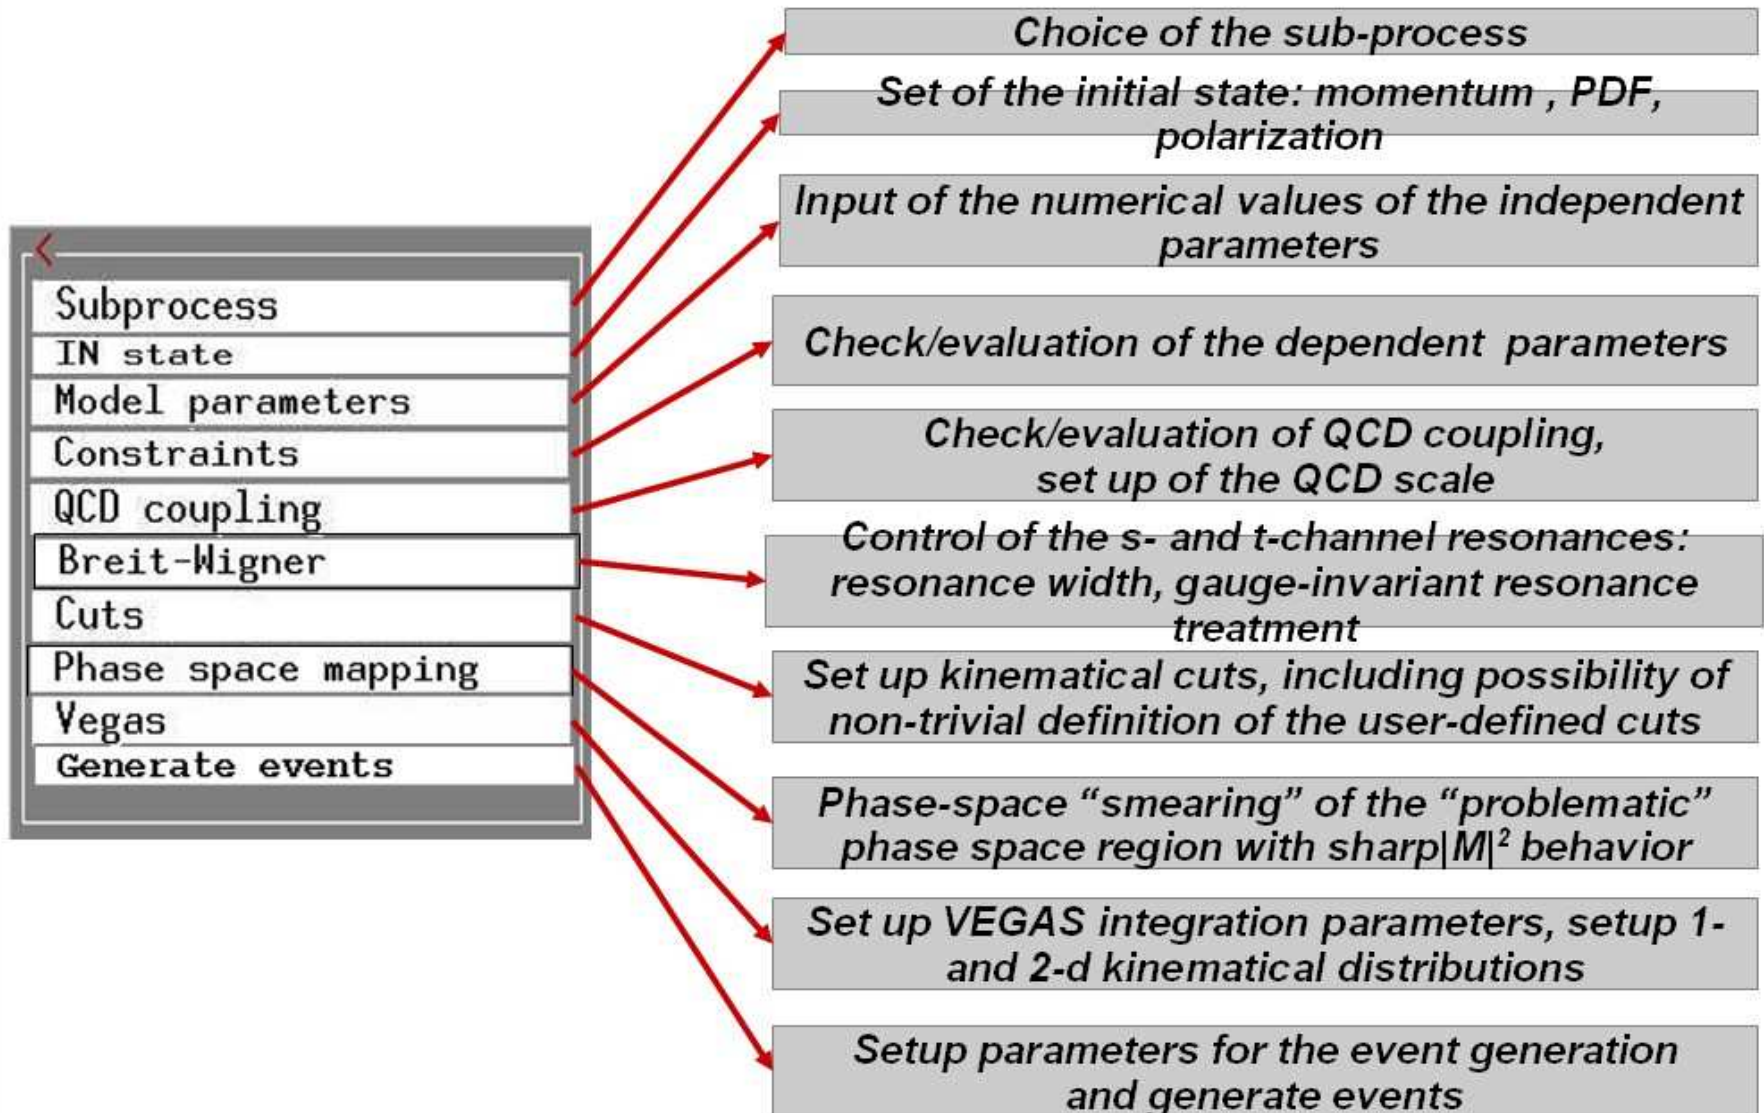 Choice of the sub-process
Set of the initial state: momentum , PDF,
polarization
Input of the numerical values of the independent
parameters
Check/evaluation of the dependent parameters
Check/evaluation of QCD coupling,
set up of the QCD scale
Control of the s- and t-channel resonances:
resonance width, gauge-invariant resonance
treatment
Set up kinematical cuts, including possibility of
non-trivial definition of the user-defined cuts
Phase-space “smearing” of the “problematic”
phase space region with sharp|M|² behavior
Set up VEGAS integration parameters, setup 1-
and 2-d kinematical distributions
Setup parameters for the event generation
and generate events
<
Subprocess
IN state
Model parameters
Constraints
QCD coupling
Breit-Wigner
Cuts
Phase space mapping
Vegas
Generate events